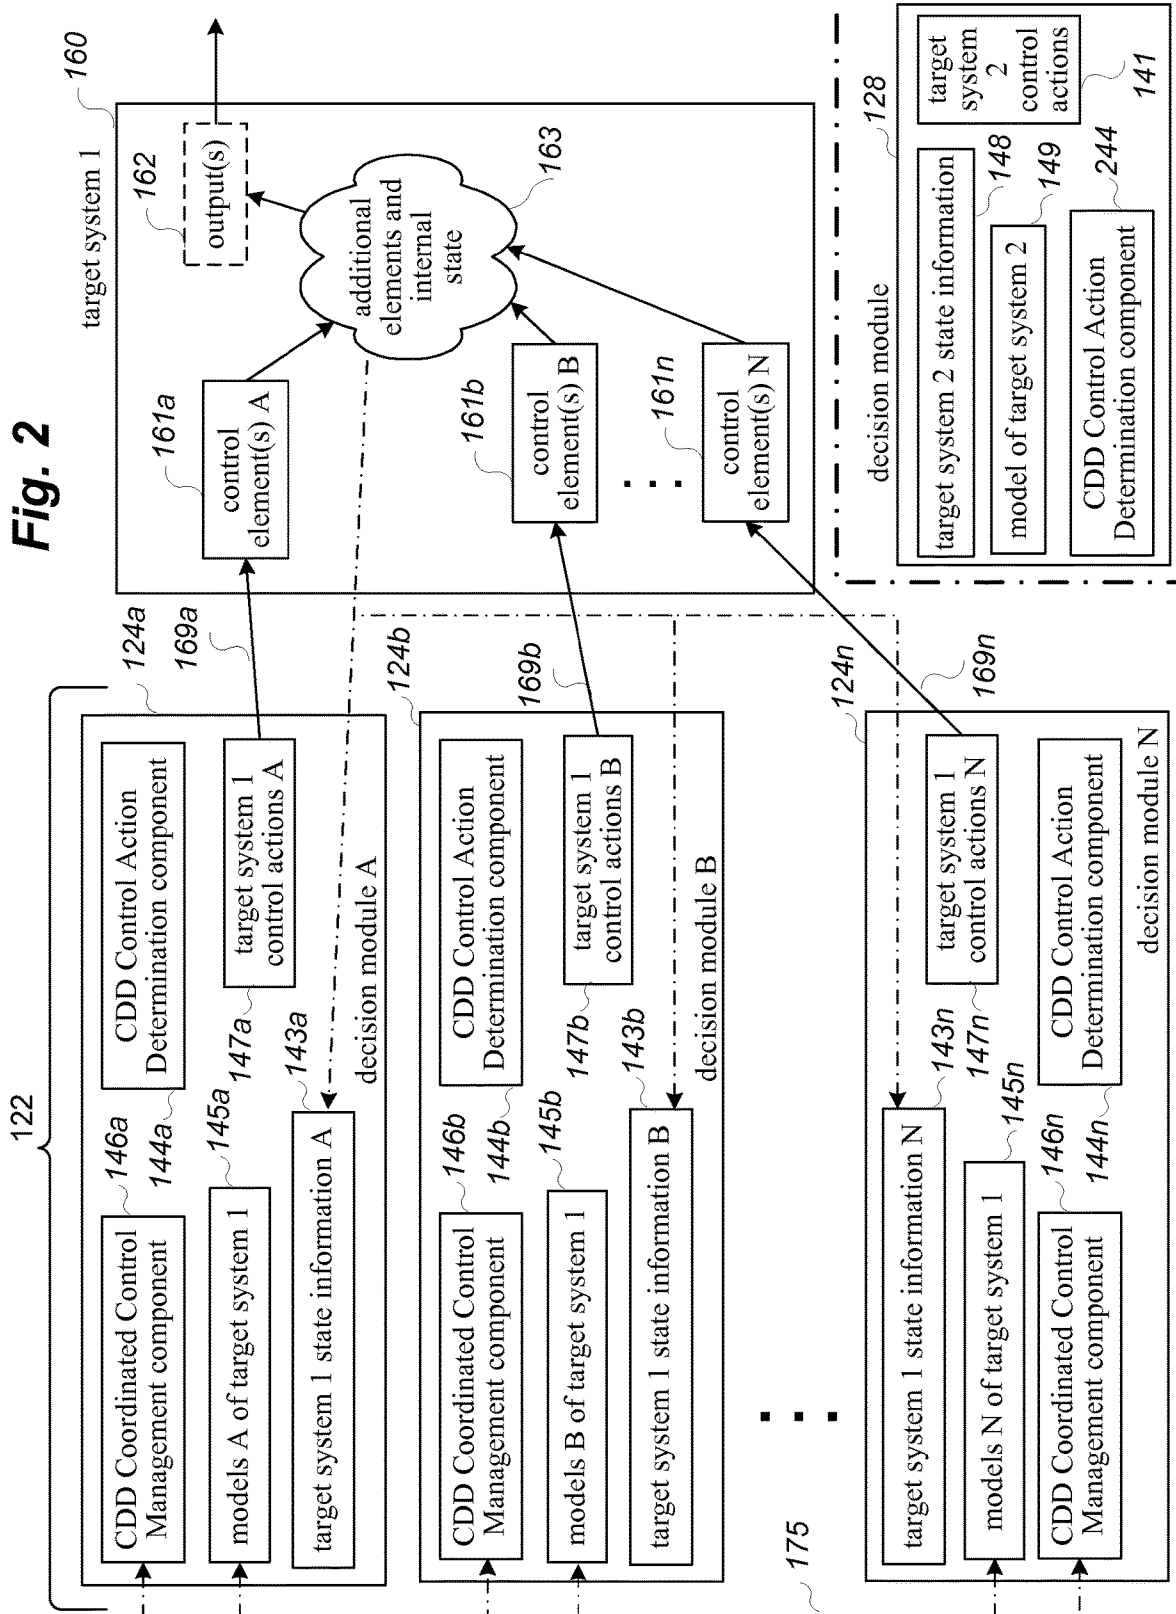 Fig. 2
122
124a
146a
CDD Coordinated Control
Management component
144a
CDD Control Action
Determination component
145a
models A of target system 1
147a
target system 1
control actions A
169a
143a
target system 1 state information A
decision module A
124b
146b
CDD Coordinated Control
Management component
144b
CDD Control Action
Determination component
145b
models B of target system 1
147b
target system 1
control actions B
169b
143b
target system 1 state information B
decision module B
. . .
175
124n
target system 1 state information N
143n
147n
target system 1
control actions N
169n
models N of target system 1
145n
CDD Coordinated Control
Management component
146n
144n
CDD Control Action
Determination component
decision module N
target system 1
160
161a
control
element(s) A
162
output(s)
additional
elements and
internal
state
163
161b
control
element(s) B
. . .
161n
control
element(s) N
decision module
128
target system 2 state information
148
model of target system 2
149
CDD Control Action
Determination component
244
target
system
2
control
actions
141